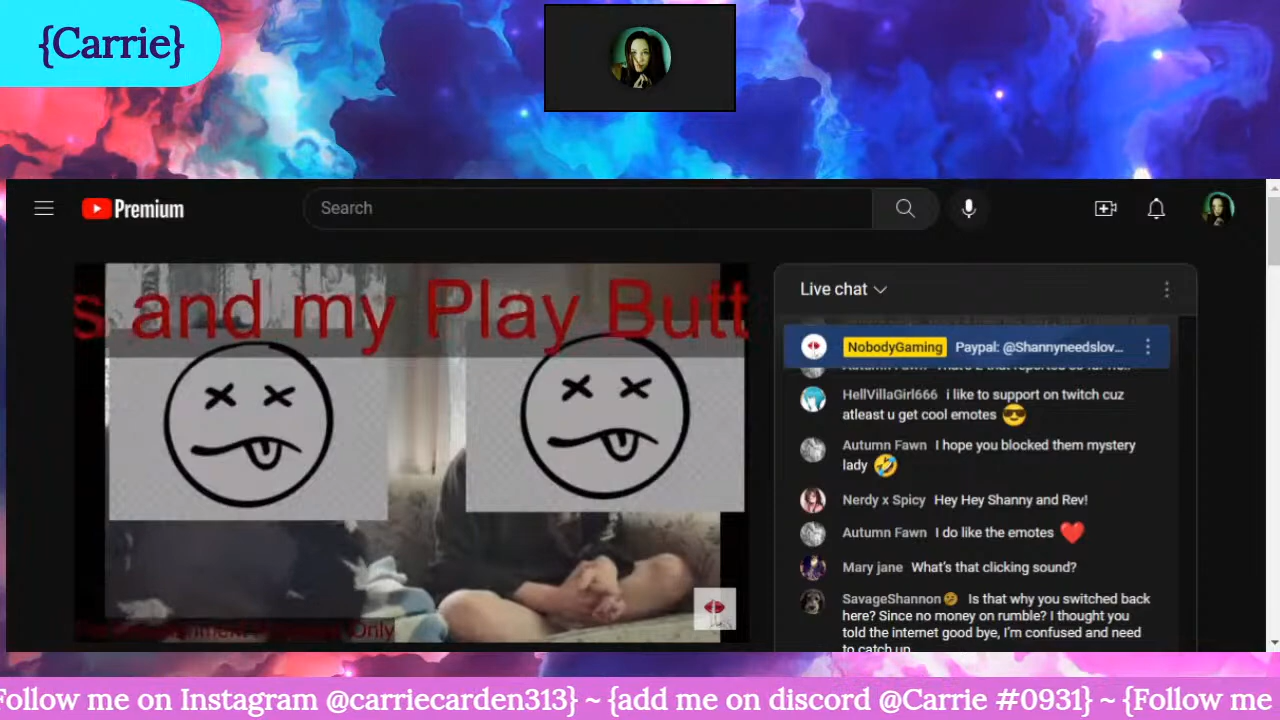 {Carrie}
Premium
Search
s and my Play Butt
Only
Live chat
NobodyGaming Paypal: @Shannyneedslov...
HellVillaGirl666 i like to support on twitch cuz
atleast u get cool emotes
Autumn Fawn I hope you blocked them mystery
lady
Nerdy x Spicy Hey Hey Shanny and Rev!
Autumn Fawn I do like the emotes
Mary jane What's that clicking sound?
SavageShannon Is that why you switched back
here? Since no money on rumble? I thought you
told the internet good bye, I'm confused and need
to catch up
Follow me on Instagram @carriecarden313} ~ {add me on discord @Carrie #0931} ~ {Follow me